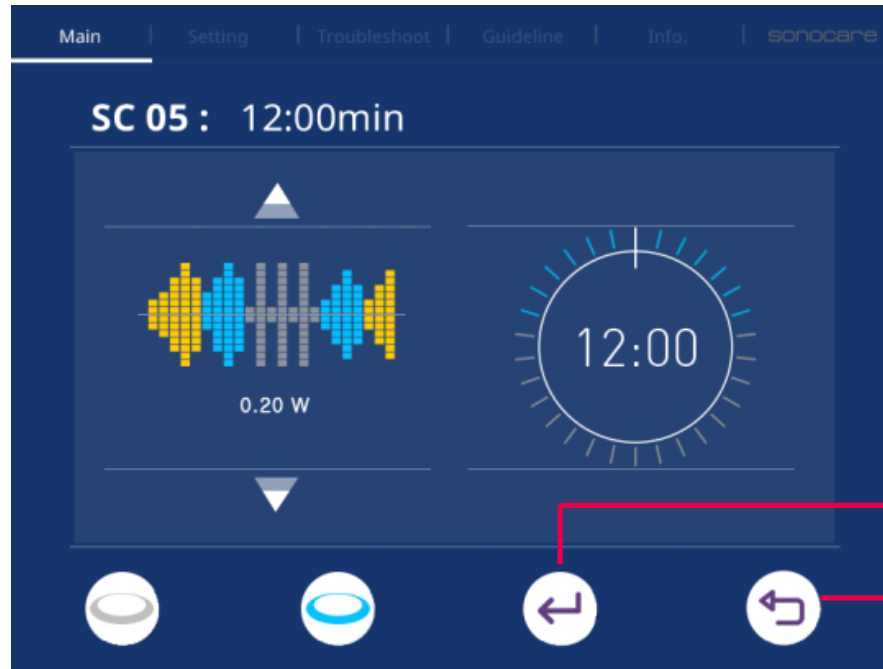 Main | Setting | Troubleshoot | Guideline | Info. | sonocare
SC 05 : 12:00min
0.20 W
12:00